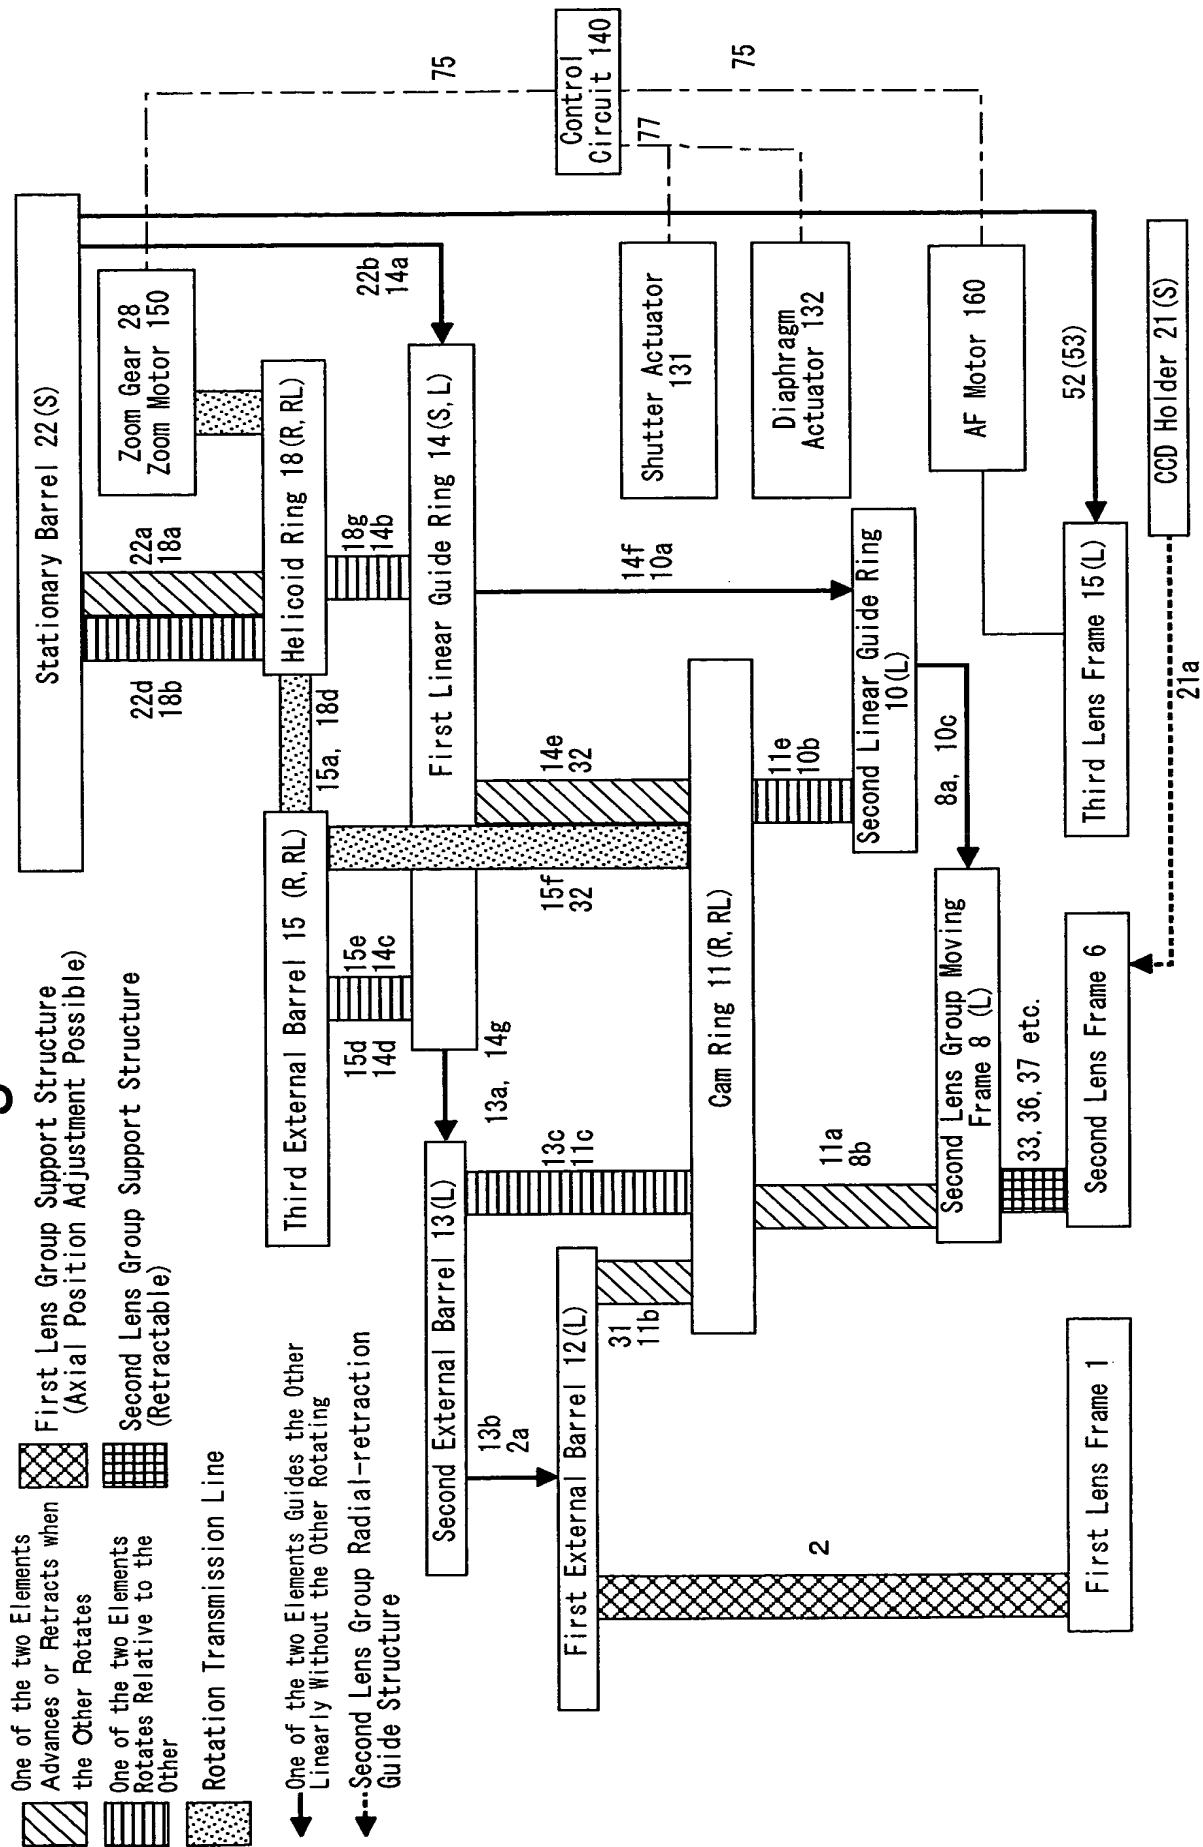 One of the two Elements
Advances or Retracts when
the Other Rotates
One of the two Elements
Rotates Relative to the
Other
Rotation Transmission Line
First Lens Group Support Structure
(Axial Position Adjustment Possible)
Second Lens Group Support Structure
(Retractable)
One of the two Elements Guides the Other
Linearly Without the Other Rotating
Second Lens Group Radial-retraction
Guide Structure
Stationary Barrel 22(S)
22a
18a
22d
18b
Zoom Gear 28
Zoom Motor 150
75
Control
Circuit 140
75
77
22b
14a
Helicoid Ring 18(R, RL)
15a, 18d
Third External Barrel 15 (R, RL)
18g
14b
15e
14c
15d
14d
First Linear Guide Ring 14(S, L)
13a, 14g
Second External Barrel 13(L)
13b
2a
First External Barrel 12(L)
13c
11c
15f
32
14e
32
14f
10a
Shutter Actuator
131
Diaphragm
Actuator 132
31
11b
Cam Ring 11(R, RL)
11e
10b
Second Linear Guide Ring
10(L)
8a, 10c
11a
8b
Second Lens Group Moving
Frame 8 (L)
33, 36, 37 etc.
AF Motor 160
52(53)
2
First Lens Frame 1
Second Lens Frame 6
Third Lens Frame 15(L)
CCD Holder 21(S)
21a